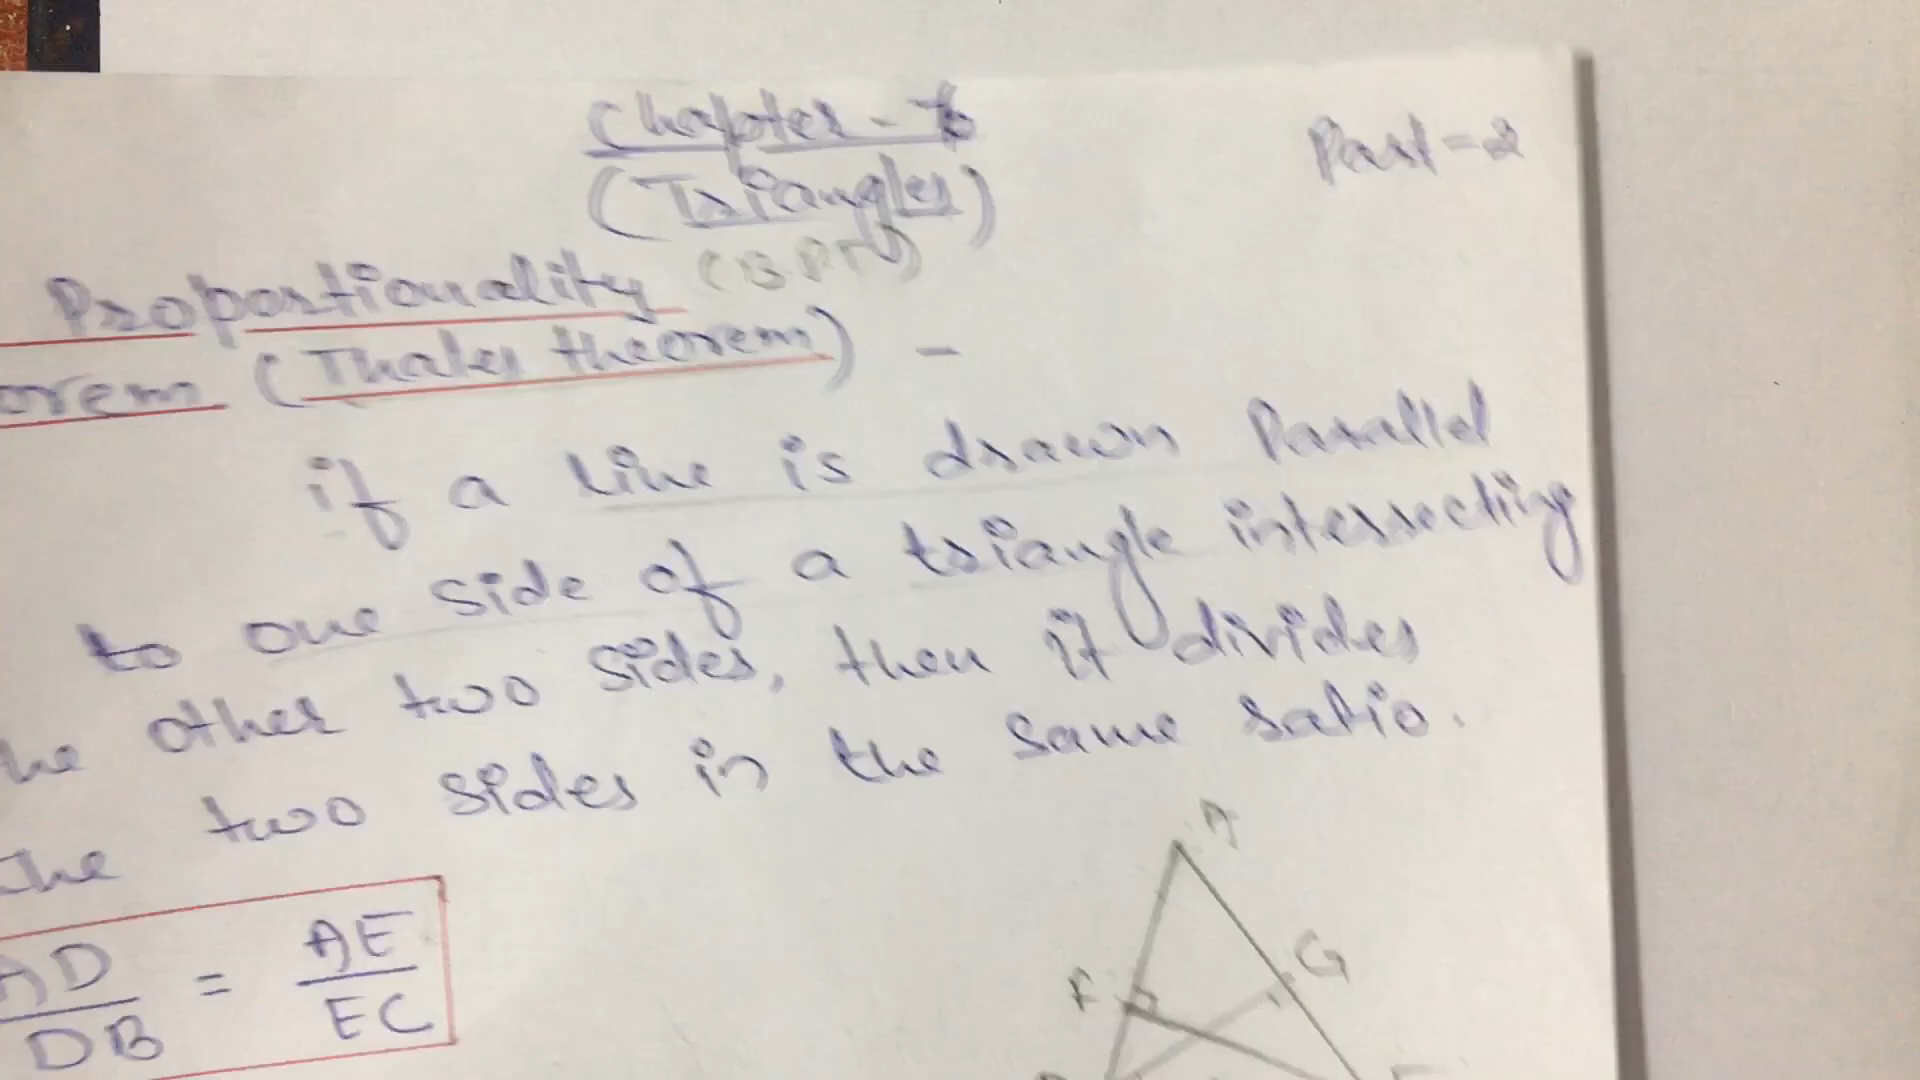 Chapter - 6
Part - 2
(Triangles)
Proportionality (BPT)
orem (Thales theorem) -
if a line is drawn Parallel
to one side of a triangle intersecting
he other two sides, then it divides
the two sides in the same ratio.
AD/DB = AE/EC
A
G
F